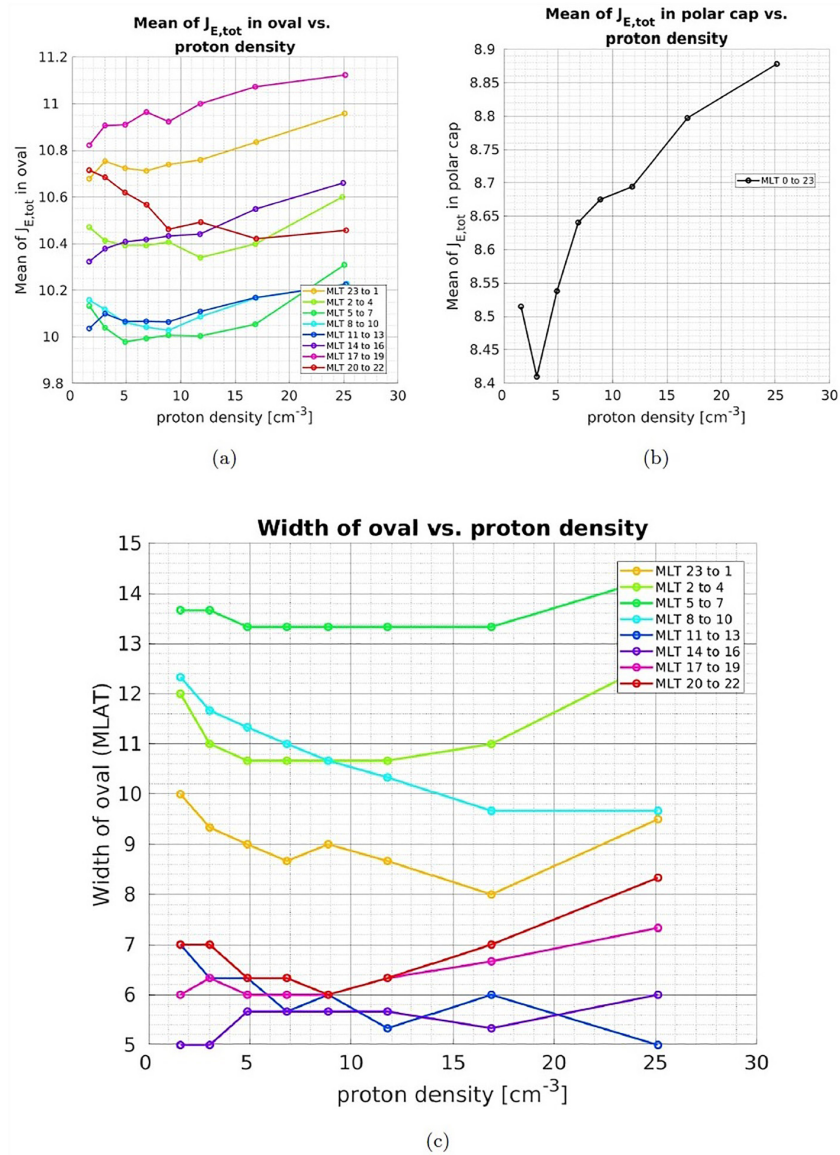 Mean of J_E,tot in oval vs.
proton density
Mean of J_E,tot in oval
11.2
11
10.8
10.6
10.4
10.2
10
9.8
0 5 10 15 20 25 30
proton density [cm^-3]
MLT 23 to 1
MLT 2 to 4
MLT 5 to 7
MLT 8 to 10
MLT 11 to 13
MLT 14 to 16
MLT 17 to 19
MLT 20 to 22
(a)
Mean of J_E,tot in polar cap vs.
proton density
Mean of J_E,tot in polar cap
8.9
8.85
8.8
8.75
8.7
8.65
8.6
8.55
8.5
8.45
8.4
0 5 10 15 20 25 30
proton density [cm^-3]
MLT 0 to 23
(b)
Width of oval vs. proton density
Width of oval (MLAT)
15
14
13
12
11
10
9
8
7
6
5
0 5 10 15 20 25 30
proton density [cm^-3]
MLT 23 to 1
MLT 2 to 4
MLT 5 to 7
MLT 8 to 10
MLT 11 to 13
MLT 14 to 16
MLT 17 to 19
MLT 20 to 22
(c)